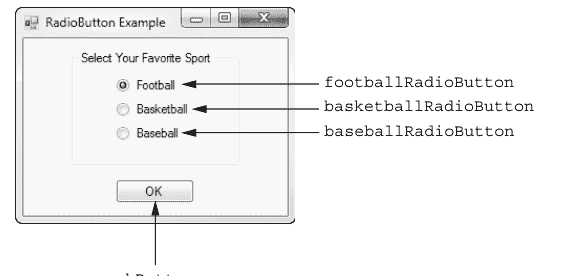 RadioButton Example
Select Your Favorite Sport
Football
footballRadioButton
Basketball
basketballRadioButton
Baseball
baseballRadioButton
OK